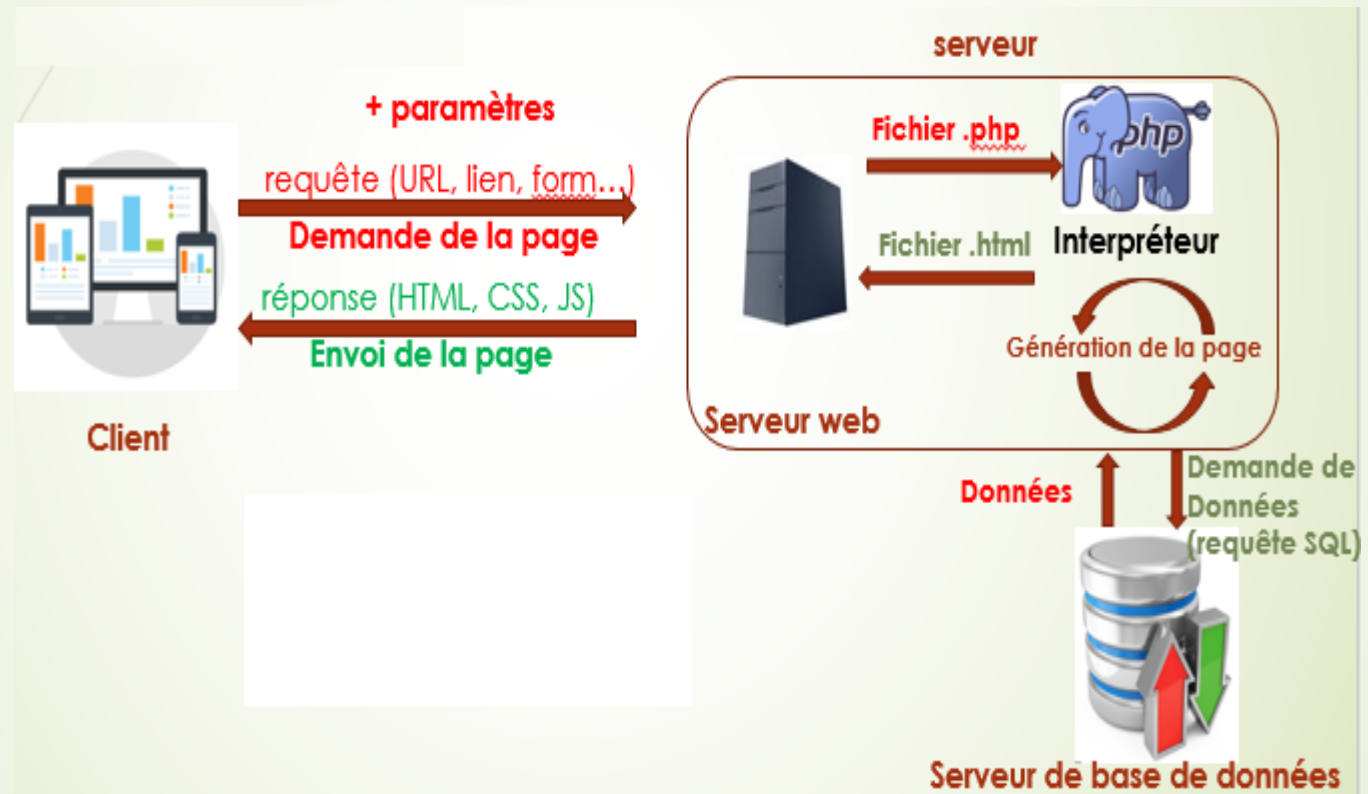 serveur
+ paramètres
requête (URL, lien, form...)
Demande de la page
réponse (HTML, CSS, JS)
Envoi de la page
Client
Fichier .php
php
Fichier .html
Interpréteur
Génération de la page
Serveur web
Données
Demande de
Données
(requête SQL)
Serveur de base de données